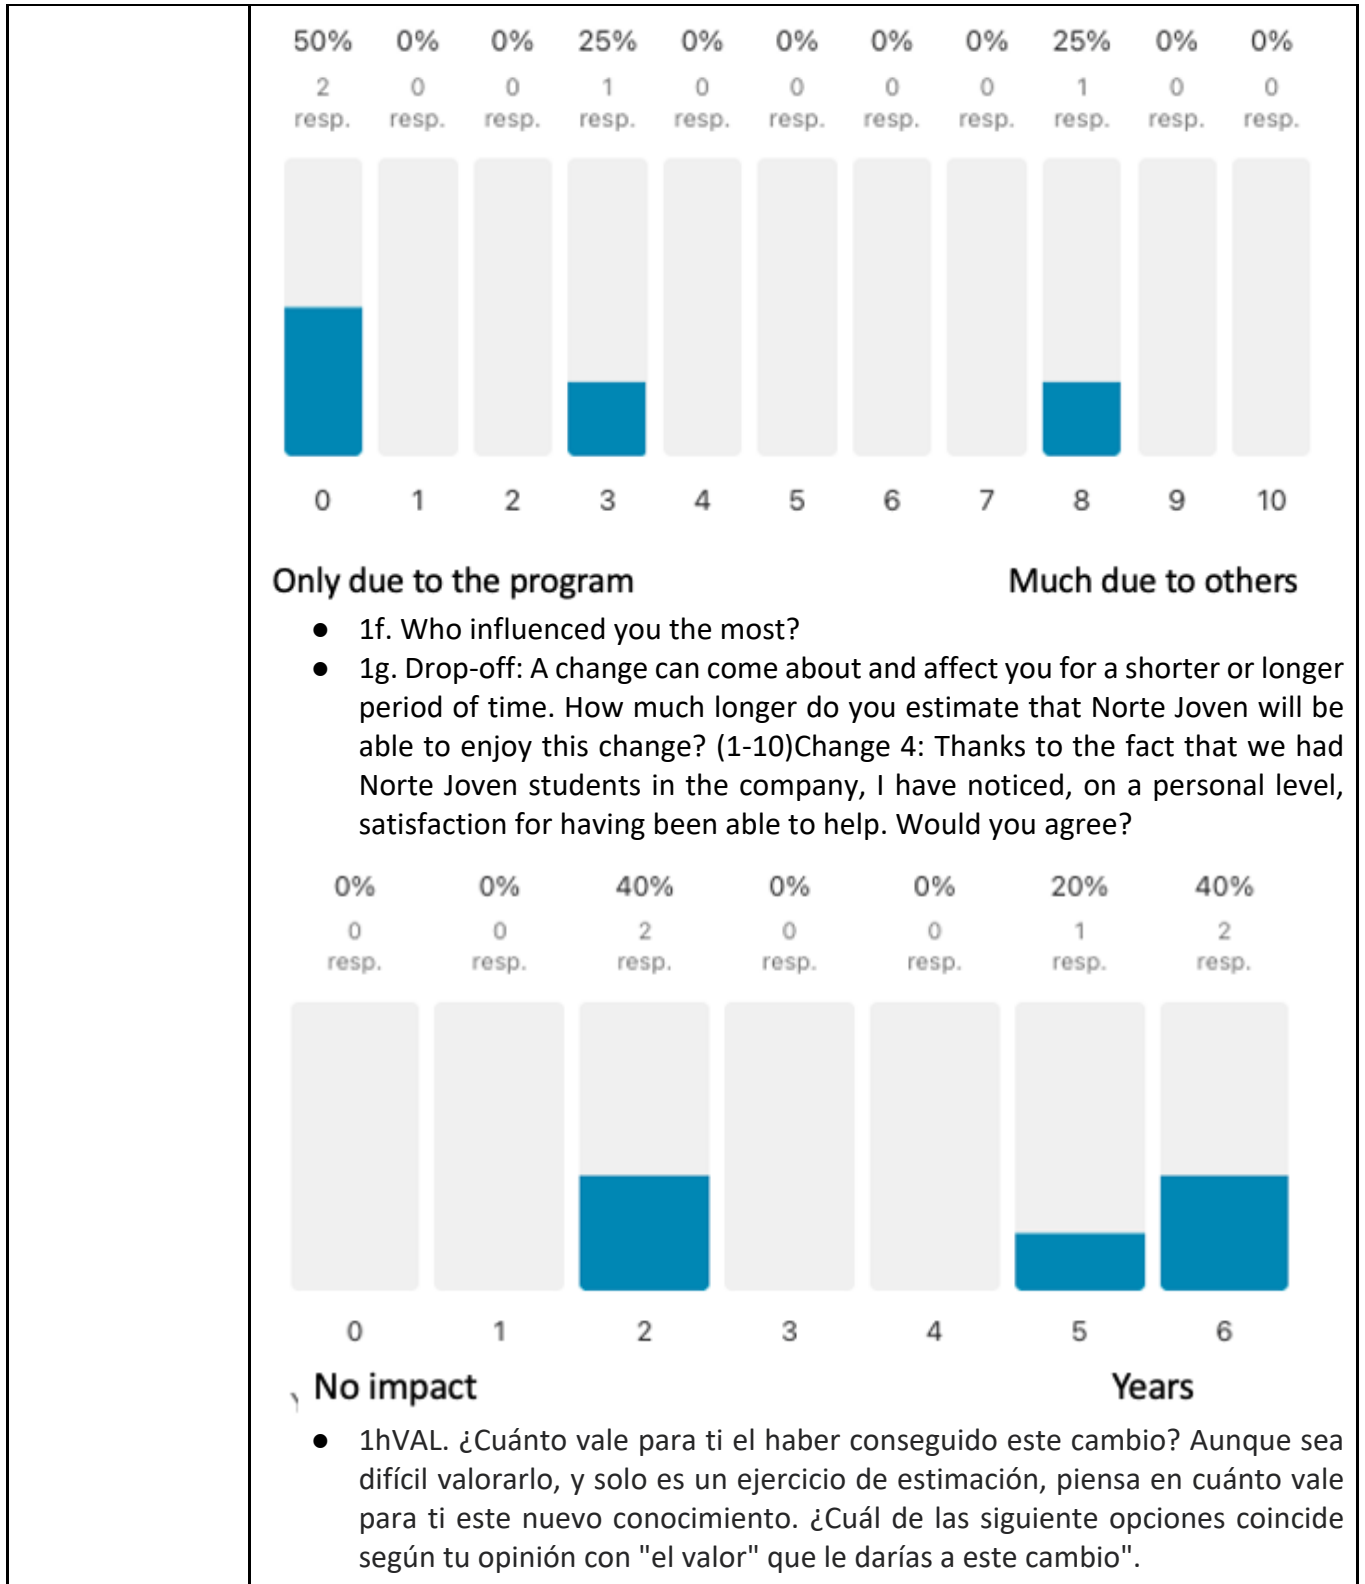 50% 0% 0% 25% 0% 0% 0% 0% 25% 0% 0%
2 0 0 1 0 0 0 0 1 0 0
resp. resp. resp. resp. resp. resp. resp. resp. resp. resp. resp.
0 1 2 3 4 5 6 7 8 9 10
Only due to the program Much due to others
● 1f. Who influenced you the most?
● 1g. Drop-off: A change can come about and affect you for a shorter or longer
period of time. How much longer do you estimate that Norte Joven will be
able to enjoy this change? (1-10)Change 4: Thanks to the fact that we had
Norte Joven students in the company, I have noticed, on a personal level,
satisfaction for having been able to help. Would you agree?
0% 0% 40% 0% 0% 20% 40%
0 0 2 0 0 1 2
resp. resp. resp. resp. resp. resp. resp.
0 1 2 3 4 5 6
No impact Years
● 1hVAL. ¿Cuánto vale para ti el haber conseguido este cambio? Aunque sea
difícil valorarlo, y solo es un ejercicio de estimación, piensa en cuánto vale
para ti este nuevo conocimiento. ¿Cuál de las siguiente opciones coincide
según tu opinión con "el valor" que le darías a este cambio".